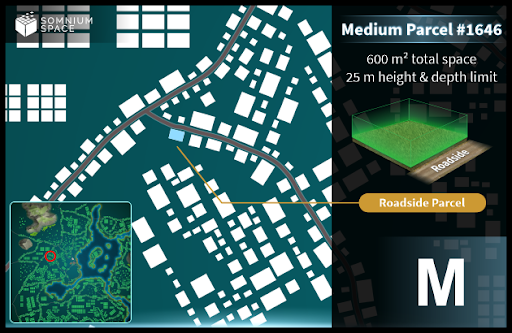 SOMNIUM
SPACE
Medium Parcel #1646
600 m² total space
25 m height & depth limit
Roadside
Roadside Parcel
M